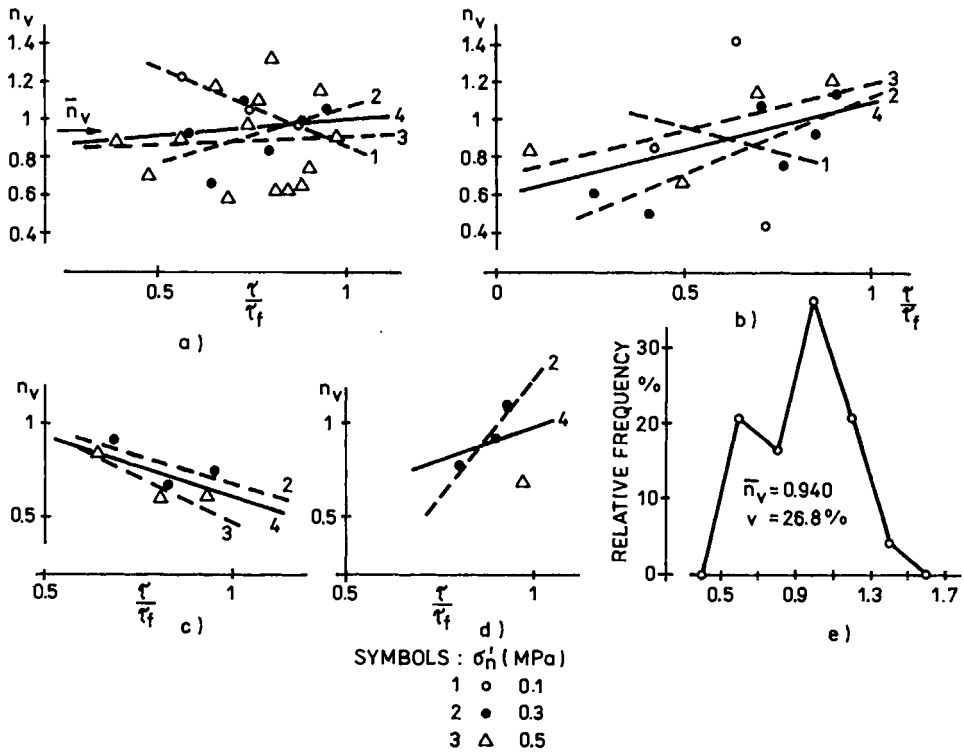 n_v
1.4
1.2
1
0.8
0.6
0.4
n̄_v
2
4
3
1
0.5
1
τ/τ_f
a)
n_v
1.4
1.2
1
0.8
0.6
0.4
3
2
4
1
0
0.5
1
τ/τ_f
b)
n_v
1
0.5
2
4
3
0.5
1
τ/τ_f
c)
n_v
1
0.5
2
4
0.5
1
τ/τ_f
d)
RELATIVE FREQUENCY
30
%
20
10
0
n̄_v = 0.940
v = 26.8%
0.5 0.9 1.3 1.7
e)
SYMBOLS : σ'_n (MPa)
1 ○ 0.1
2 ● 0.3
3 △ 0.5